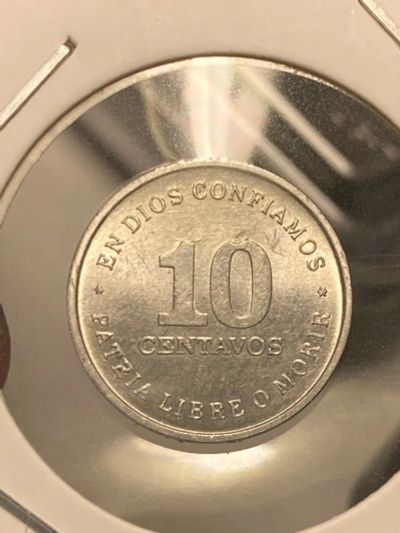 EN DIOS CONFIAMOS
10
CENTAVOS
PATRIA LIBRE O MORIR